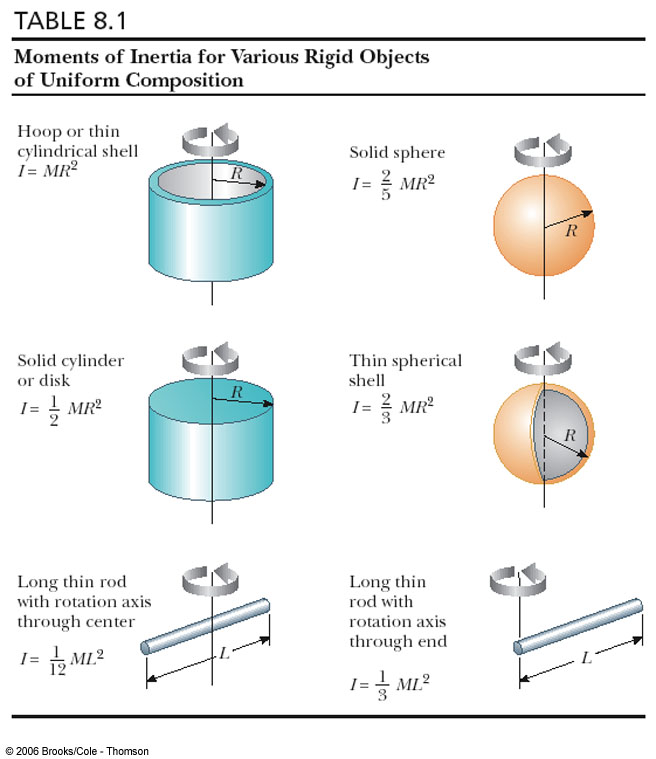 TABLE 8.1
Moments of Inertia for Various Rigid Objects
of Uniform Composition
Hoop or thin
cylindrical shell
I = MR²
R
Solid sphere
I = 2/5 MR²
R
Solid cylinder
or disk
I = 1/2 MR²
R
Thin spherical
shell
I = 2/3 MR²
R
Long thin rod
with rotation axis
through center
I = 1/12 ML²
L
Long thin
rod with
rotation axis
through end
I = 1/3 ML²
L
© 2006 Brooks/Cole - Thomson